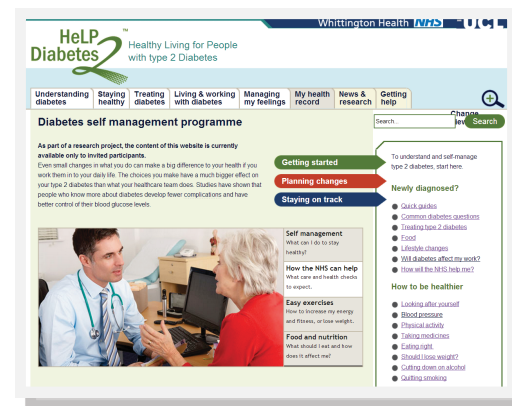 Whittington Health NHS UCL
HeLP
Diabetes
2
™
Healthy Living for People
with type 2 Diabetes
Understanding
diabetes
Staying
healthy
Treating
diabetes
Living & working
with diabetes
Managing
my feelings
My health
record
News &
research
Getting
help
Change
Diabetes self management programme
Search...
Search
As part of a research project, the content of this website is currently
available only to invited participants.
Even small changes in what you do can make a big difference to your health if you
work them in to your daily life. The choices you make have a much bigger effect on
your type 2 diabetes than what your healthcare team does. Studies have shown that
people who know more about diabetes develop fewer complications and have
better control of their blood glucose levels.
Getting started
Planning changes
Staying on track
Self management
What can I do to stay
healthy?
How the NHS can help
What care and health checks
to expect.
Easy exercises
How to increase my energy
and fitness, or lose weight.
Food and nutrition
What should I eat and how
does it affect me?
To understand and self-manage
type 2 diabetes, start here.
Newly diagnosed?
Quick guides
Common diabetes questions
Treating type 2 diabetes
Food
Lifestyle changes
Will diabetes affect my work?
How will the NHS help me?
How to be healthier
Looking after yourself
Blood pressure
Physical activity
Taking medicines
Eating right
Should I lose weight?
Cutting down on alcohol
Quitting smoking